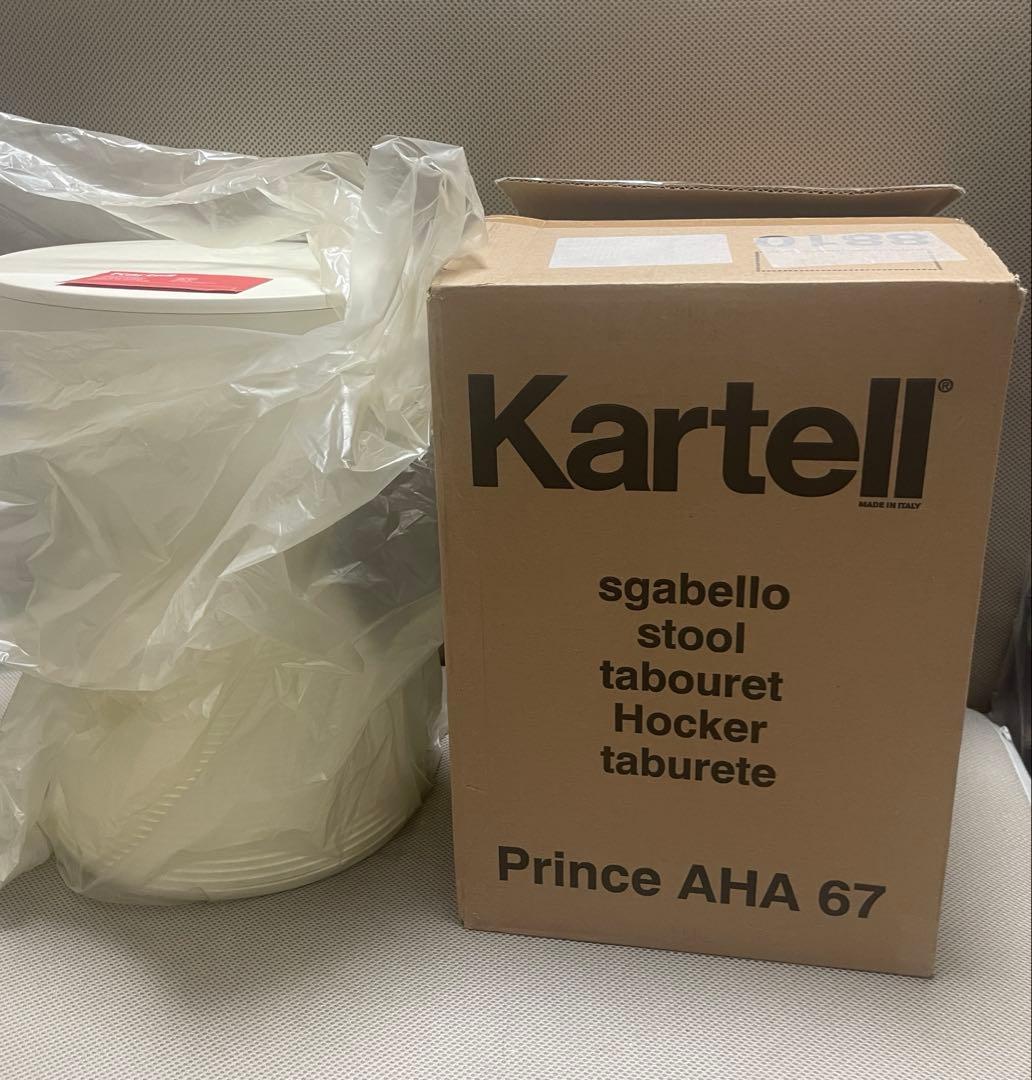 Kartell®
MADE IN ITALY
sgabello
stool
tabouret
Hocker
taburete
Prince AHA 67